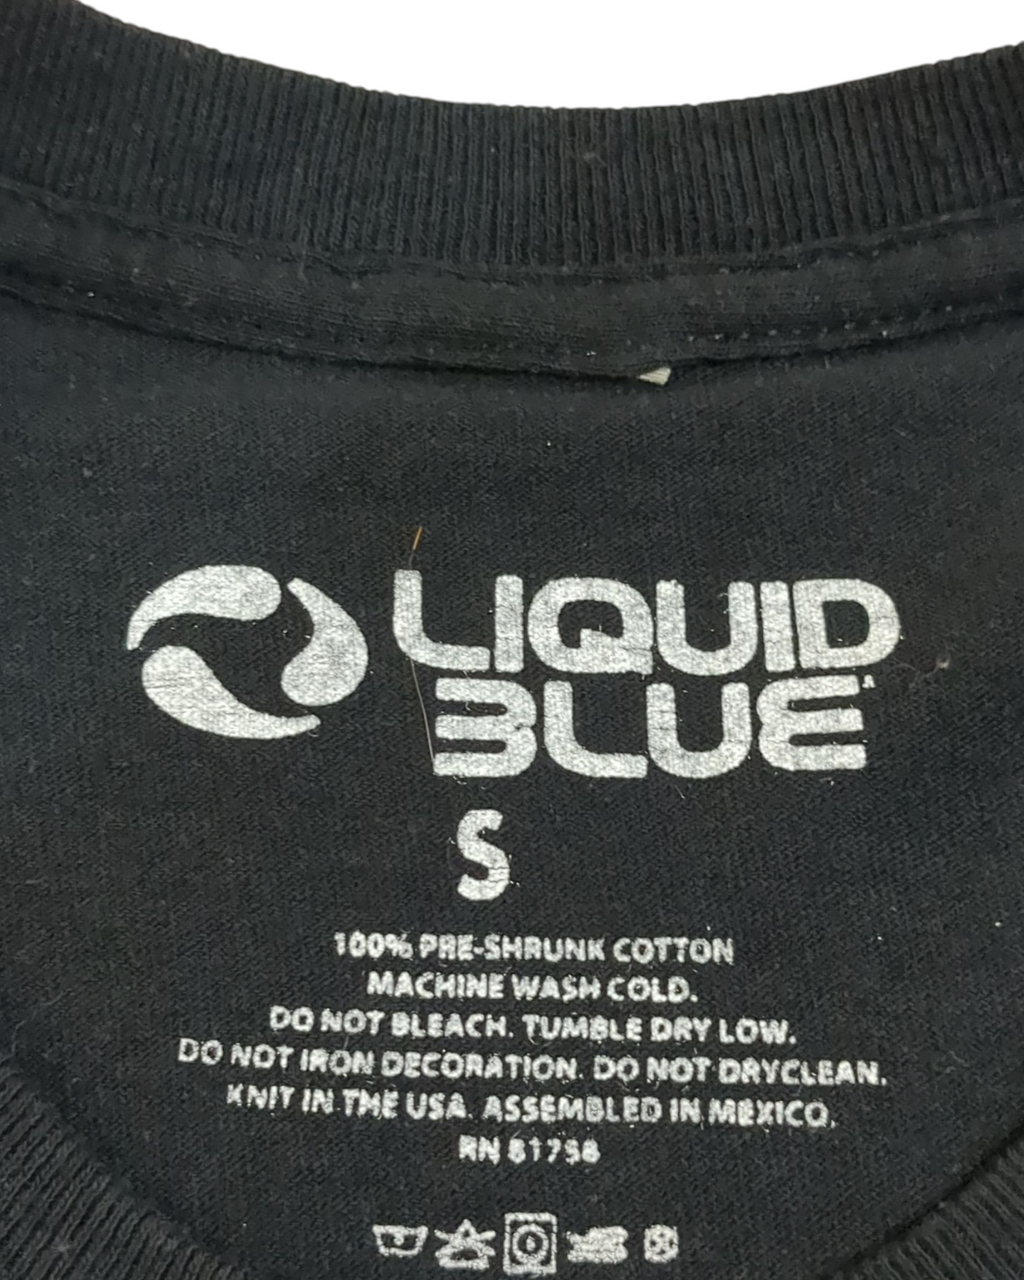 LIQUID
BLUE
S
100% PRE-SHRUNK COTTON
MACHINE WASH COLD.
DO NOT BLEACH. TUMBLE DRY LOW.
DO NOT IRON DECORATION. DO NOT DRYCLEAN.
KNIT IN THE USA. ASSEMBLED IN MEXICO.
RN